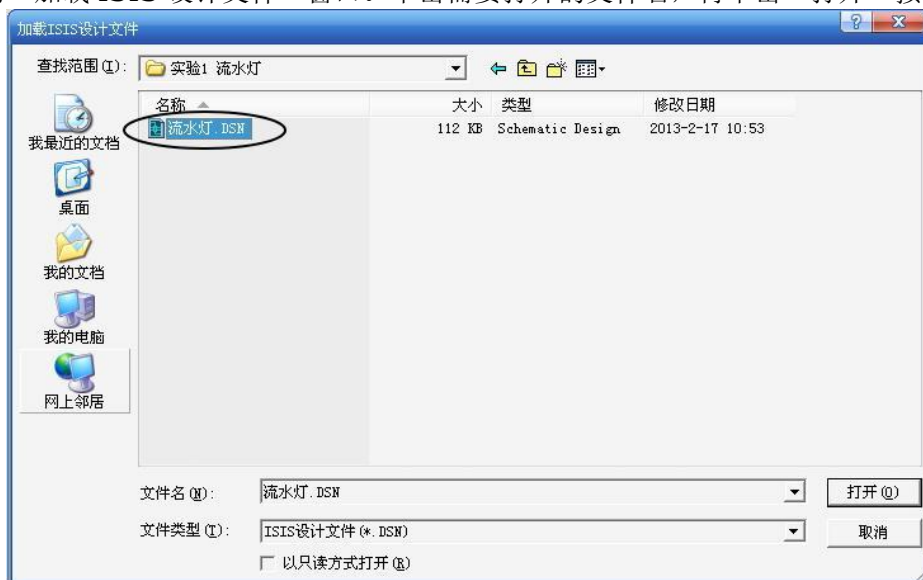 加载ISIS设计文件
查找范围(I): 实验1 流水灯
名称 大小 类型 修改日期
流水灯.DSN 112 KB Schematic Design 2013-2-17 10:53
我最近的文档
桌面
我的文档
我的电脑
网上邻居
文件名(N): 流水灯.DSN 打开(O)
文件类型(T): ISIS设计文件(*.DSN) 取消
以只读方式打开(R)